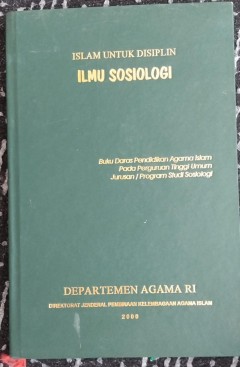 ISLAM UNTUK DISIPLIN
ILMU SOSIOLOGI
Buku Daras Pendidikan Agama Islam
Pada Perguruan Tinggi Umum
Jurusan / Program Studi Sosiologi
DEPARTEMEN AGAMA RI
DIREKTORAT JENDERAL PEMBINAAN KELEMBAGAAN AGAMA ISLAM